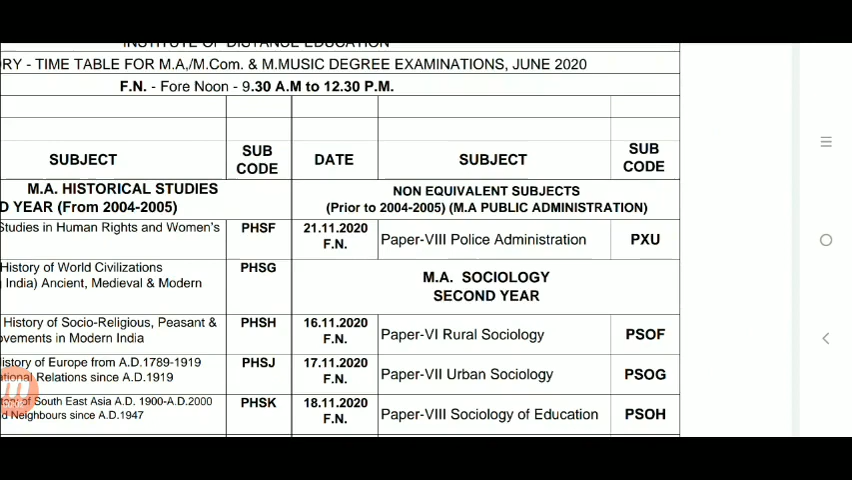 INSTITUTE OF DISTANCE EDUCATION
RY - TIME TABLE FOR M.A,/M.Com. & M.MUSIC DEGREE EXAMINATIONS, JUNE 2020
F.N. - Fore Noon - 9.30 A.M to 12.30 P.M.
SUBJECT
SUB
CODE
DATE
SUBJECT
SUB
CODE
M.A. HISTORICAL STUDIES
D YEAR (From 2004-2005)
NON EQUIVALENT SUBJECTS
(Prior to 2004-2005) (M.A PUBLIC ADMINISTRATION)
Studies in Human Rights and Women's
PHSF
21.11.2020
F.N.
Paper-VIII Police Administration
PXU
History of World Civilizations
India) Ancient, Medieval & Modern
PHSG
M.A. SOCIOLOGY
SECOND YEAR
History of Socio-Religious, Peasant &
ovements in Modern India
PHSH
16.11.2020
F.N.
Paper-VI Rural Sociology
PSOF
istory of Europe from A.D.1789-1919
ational Relations since A.D.1919
PHSJ
17.11.2020
F.N.
Paper-VII Urban Sociology
PSOG
of South East Asia A.D. 1900-A.D.2000
d Neighbours since A.D.1947
PHSK
18.11.2020
F.N.
Paper-VIII Sociology of Education
PSOH